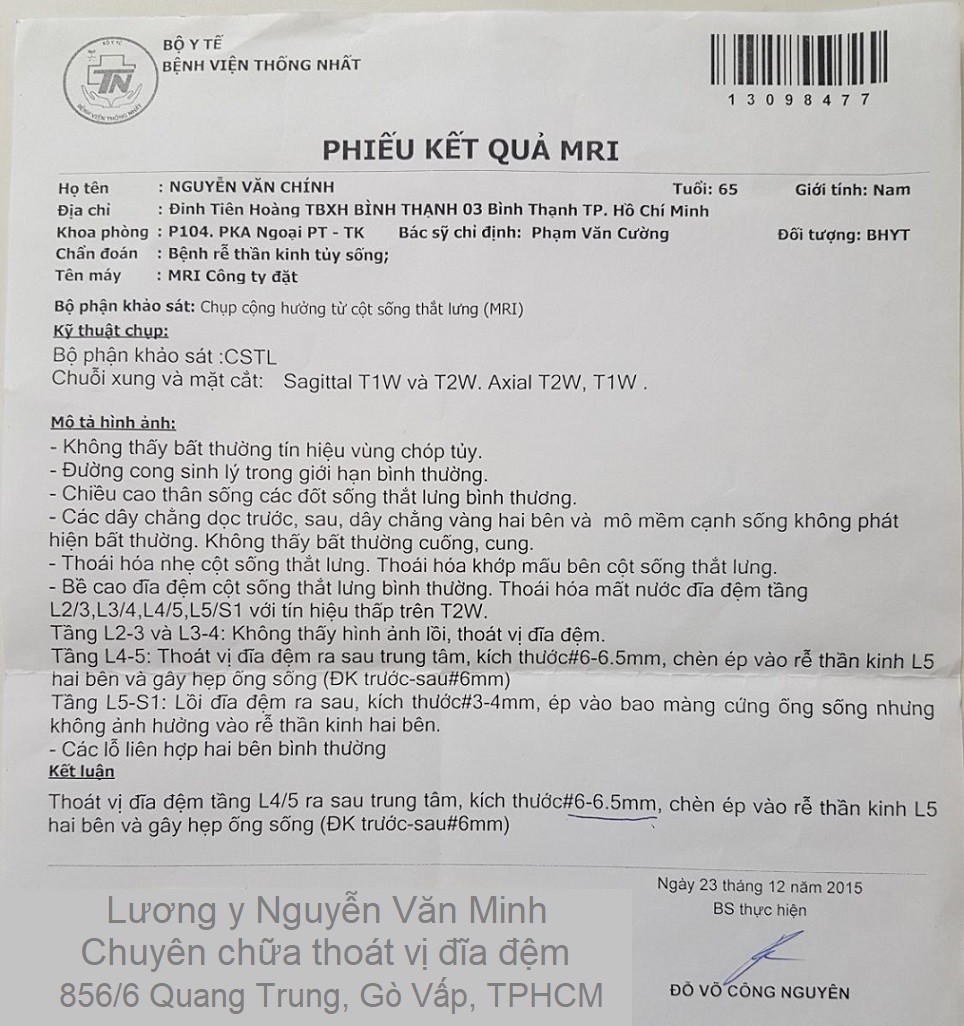 BỘ Y TẾ
BỆNH VIỆN THỐNG NHẤT
BỘ Y TẾ
TN
BỆNH VIỆN THỐNG NHẤT
13098477
PHIẾU KẾT QUẢ MRI
Họ tên : NGUYỄN VĂN CHÍNH Tuổi: 65 Giới tính: Nam
Địa chỉ : Đinh Tiên Hoàng TBXH BÌNH THẠNH 03 Bình Thạnh TP. Hồ Chí Minh
Khoa phòng : P104. PKA Ngoại PT - TK Bác sỹ chỉ định: Phạm Văn Cường Đối tượng: BHYT
Chẩn đoán : Bệnh rễ thần kinh tủy sống;
Tên máy : MRI Công ty đặt
Bộ phận khảo sát: Chụp cộng hưởng từ cột sống thắt lưng (MRI)
Kỹ thuật chụp:
Bộ phận khảo sát :CSTL
Chuỗi xung và mặt cắt: Sagittal T1W và T2W. Axial T2W, T1W .
Mô tả hình ảnh:
- Không thấy bất thường tín hiệu vùng chóp tủy.
- Đường cong sinh lý trong giới hạn bình thường.
- Chiều cao thân sống các đốt sống thắt lưng bình thương.
- Các dây chằng dọc trước, sau, dây chằng vàng hai bên và mô mềm cạnh sống không phát
hiện bất thường. Không thấy bất thường cuống, cung.
- Thoái hóa nhẹ cột sống thắt lưng. Thoái hóa khớp mấu bên cột sống thắt lưng.
- Bề cao đĩa đệm cột sống thắt lưng bình thường. Thoái hóa mất nước đĩa đệm tầng
L2/3,L3/4,L4/5,L5/S1 với tín hiệu thấp trên T2W.
Tầng L2-3 và L3-4: Không thấy hình ảnh lồi, thoát vị đĩa đệm.
Tầng L4-5: Thoát vị đĩa đệm ra sau trung tâm, kích thước#6-6.5mm, chèn ép vào rễ thần kinh L5
hai bên và gây hẹp ống sống (ĐK trước-sau#6mm)
Tầng L5-S1: Lồi đĩa đệm ra sau, kích thước#3-4mm, ép vào bao màng cứng ống sống nhưng
không ảnh hưởng vào rễ thần kinh hai bên.
- Các lỗ liên hợp hai bên bình thường
Kết luận
Thoát vị đĩa đệm tầng L4/5 ra sau trung tâm, kích thước#6-6.5mm, chèn ép vào rễ thần kinh L5
hai bên và gây hẹp ống sống (ĐK trước-sau#6mm)
Ngày 23 tháng 12 năm 2015
BS thực hiện
ĐỖ VÕ CÔNG NGUYÊN
Lương y Nguyễn Văn Minh
Chuyên chữa thoát vị đĩa đệm
856/6 Quang Trung, Gò Vấp, TPHCM